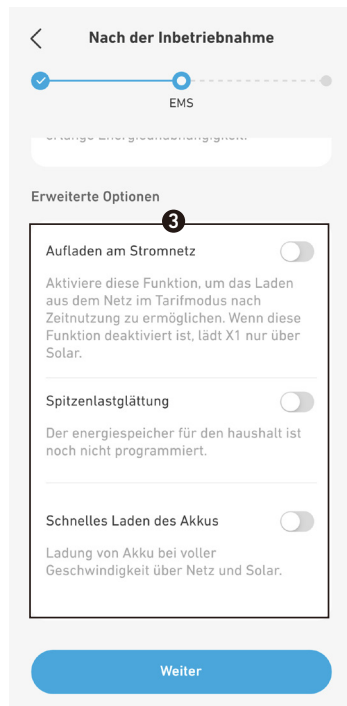 Nach der Inbetriebnahme
EMS
Erweiterte Optionen
3
Aufladen am Stromnetz
Aktiviere diese Funktion, um das Laden
aus dem Netz im Tarifmodus nach
Zeitnutzung zu ermöglichen. Wenn diese
Funktion deaktiviert ist, lädt X1 nur über
Solar.
Spitzenlastglättung
Der energiespeicher für den haushalt ist
noch nicht programmiert.
Schnelles Laden des Akkus
Ladung von Akku bei voller
Geschwindigkeit über Netz und Solar.
Weiter